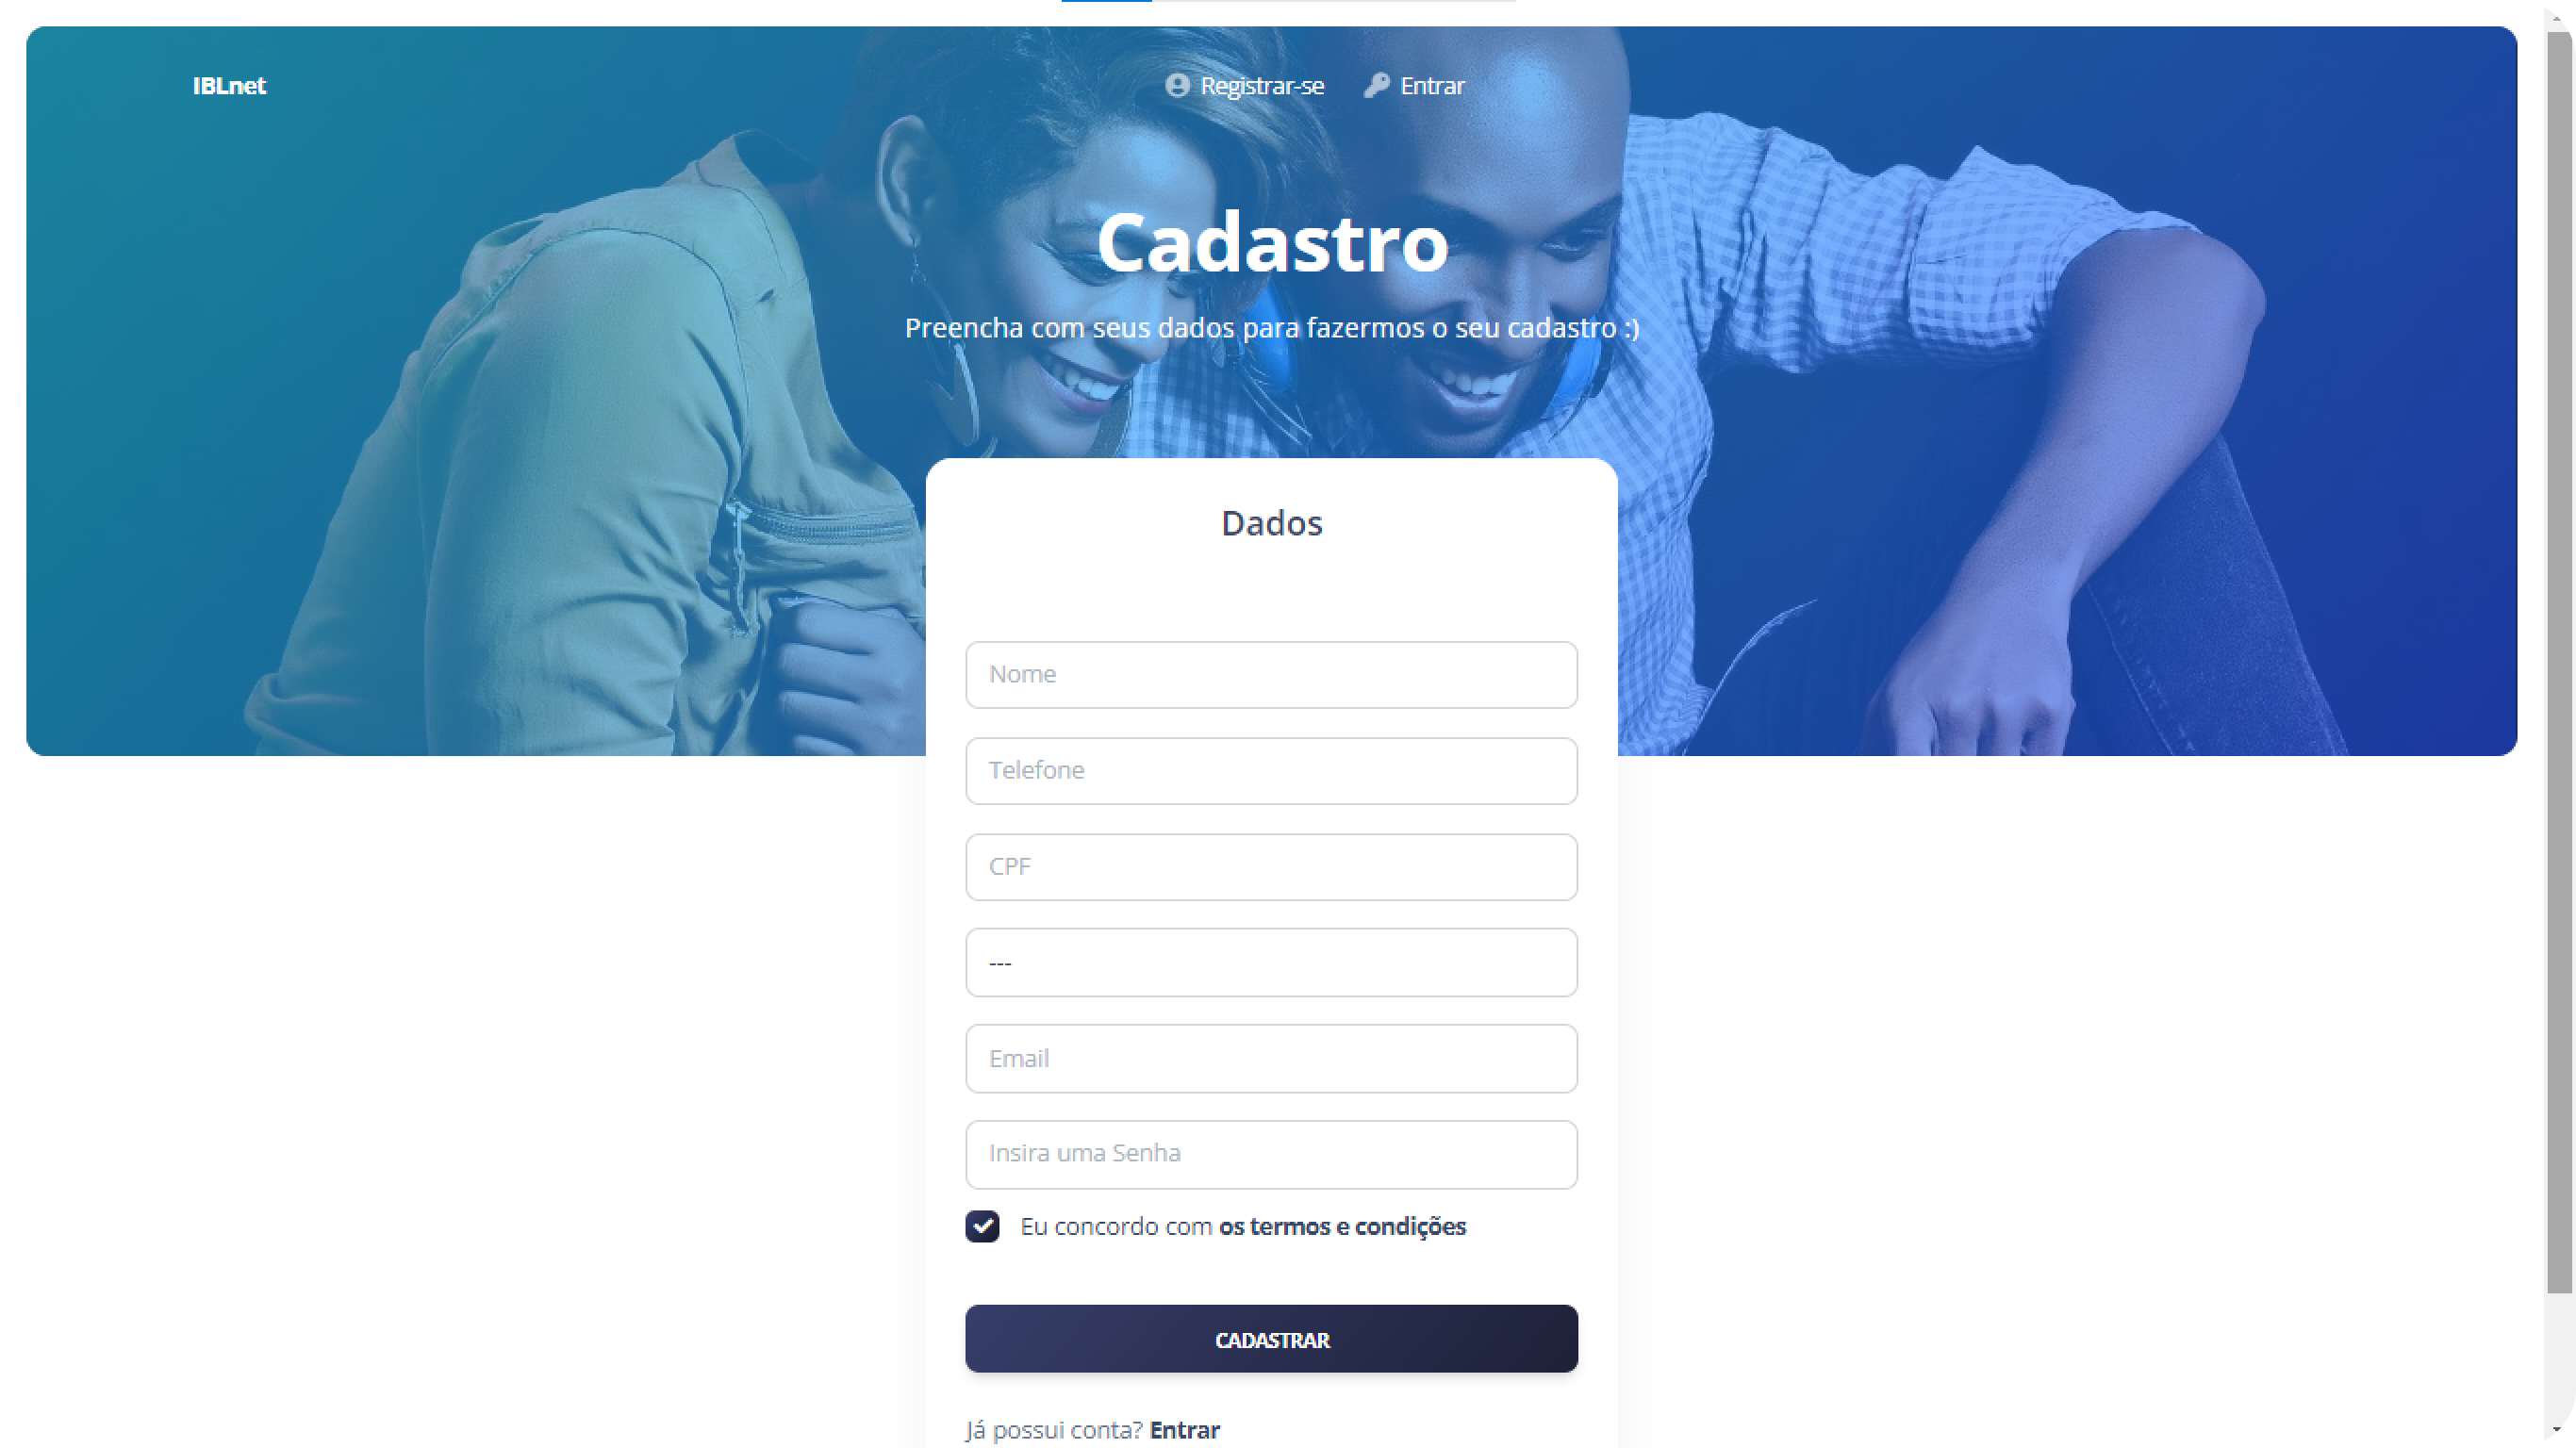 IBLnet
Registrar-se
Entrar
Cadastro
Preencha com seus dados para fazermos o seu cadastro :)
Dados
Nome
Telefone
CPF
---
Email
Insira uma Senha
Eu concordo com os termos e condições
CADASTRAR
Já possui conta? Entrar